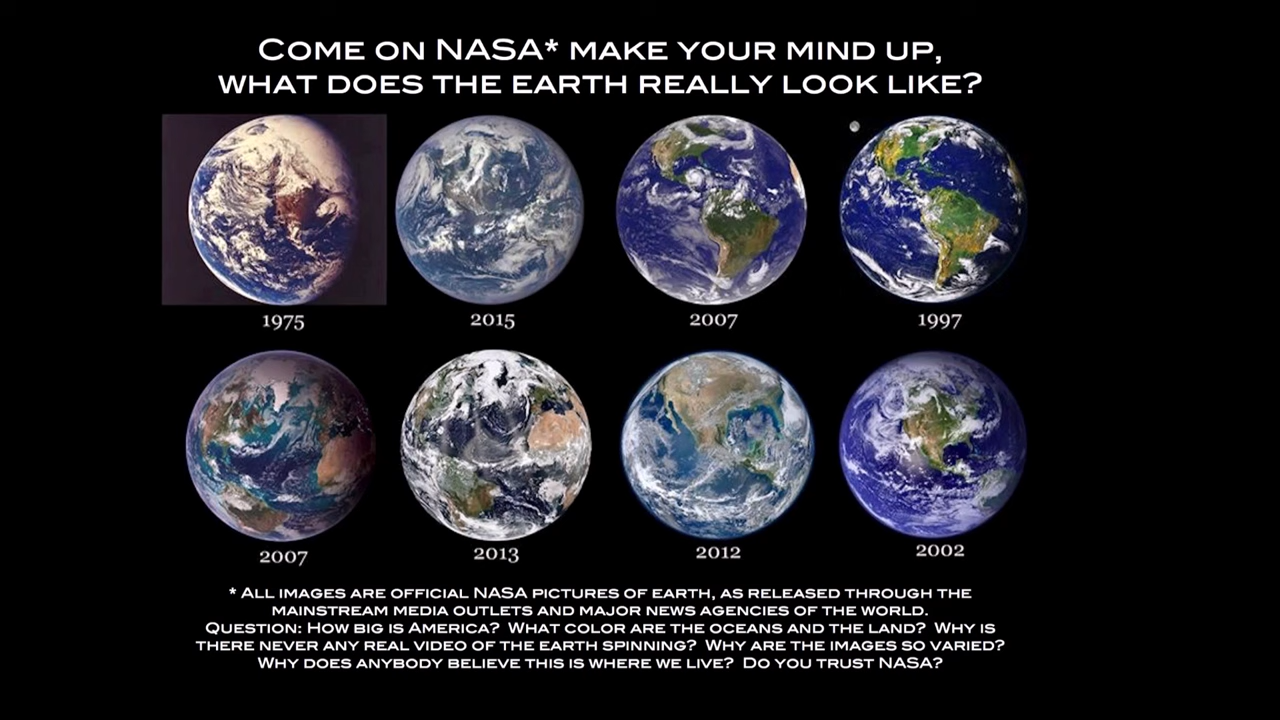 COME ON NASA* MAKE YOUR MIND UP,
WHAT DOES THE EARTH REALLY LOOK LIKE?
1975 2015 2007 1997
2007 2013 2012 2002
* ALL IMAGES ARE OFFICIAL NASA PICTURES OF EARTH, AS RELEASED THROUGH THE
MAINSTREAM MEDIA OUTLETS AND MAJOR NEWS AGENCIES OF THE WORLD.
QUESTION: HOW BIG IS AMERICA? WHAT COLOR ARE THE OCEANS AND THE LAND? WHY IS
THERE NEVER ANY REAL VIDEO OF THE EARTH SPINNING? WHY ARE THE IMAGES SO VARIED?
WHY DOES ANYBODY BELIEVE THIS IS WHERE WE LIVE? DO YOU TRUST NASA?